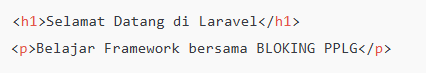 <h1>Selamat Datang di Laravel</h1>
<p>Belajar Framework bersama BLOKING PPLG</p>